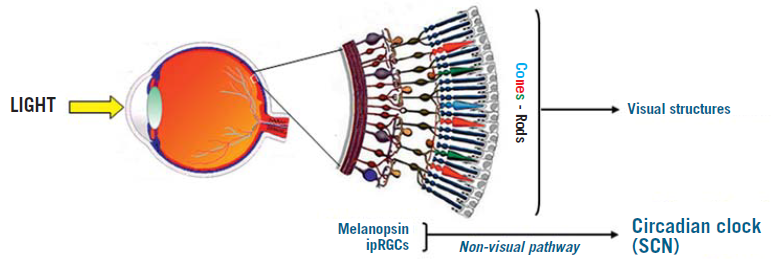 LIGHT
Cones - Rods
Visual structures
Melanopsin
ipRGCs
Non-visual pathway
Circadian clock
(SCN)